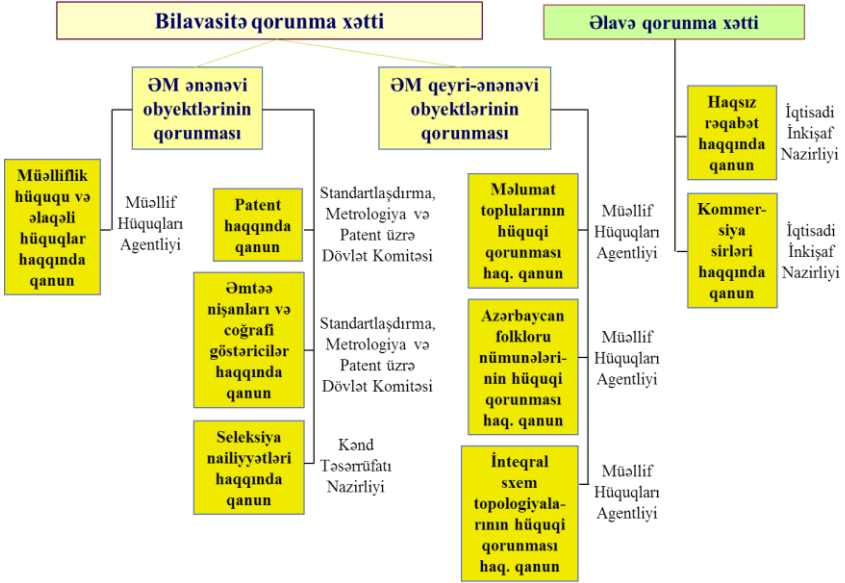 Bilavasitə qorunma xətti
Əlavə qorunma xətti
ƏM ənənəvi
obyektlərinin
qorunması
ƏM qeyri-ənənəvi
obyektlərinin
qorunması
Müəlliflik
hüququ və
əlaqəli
hüquqlar
haqqında
qanun
Müəllif
Hüquqları
Agentliyi
Patent
haqqında
qanun
Standartlaşdırma,
Metrologiya və
Patent üzrə
Dövlət Komitəsi
Əmtəə
nişanları və
coğrafi
göstəricilər
haqqında
qanun
Standartlaşdırma,
Metrologiya və
Patent üzrə
Dövlət Komitəsi
Seleksiya
nailiyyətləri
haqqında
qanun
Kənd
Təsərrüfatı
Nazirliyi
Məlumat
toplularının
hüquqi
qorunması
haq. qanun
Müəllif
Hüquqları
Agentliyi
Azərbaycan
folkloru
nümunələri-
nin hüquqi
qorunması
haq. qanun
Müəllif
Hüquqları
Agentliyi
İnteqral
sxem
topologiyala-
rının hüquqi
qorunması
haq. qanun
Müəllif
Hüquqları
Agentliyi
Haqsız
rəqabət
haqqında
qanun
İqtisadi
İnkişaf
Nazirliyi
Kommer-
siya
sirləri
haqqında
qanun
İqtisadi
İnkişaf
Nazirliyi